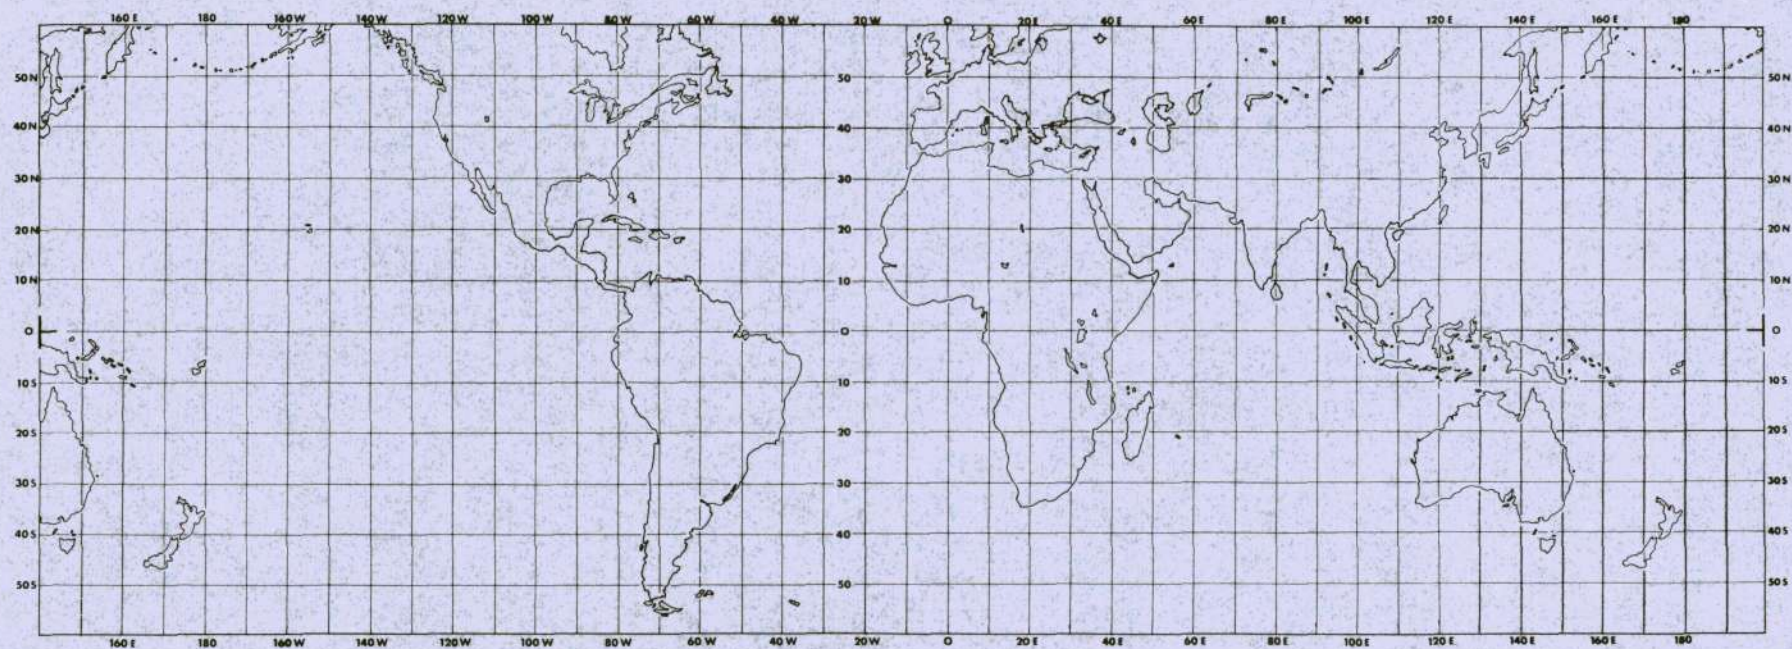 160 E 180 160 W 140 W 120 W 100 W 80 W 60 W 40 W 20 W 0 20 E 40 E 60 E 80 E 100 E 120 E 140 E 160 E 180
50 N 50 50 N
40 N 40 40 N
30 N 30 30 N
20 N 20 20 N
10 N 10 10 N
0 0 0
10 S 10 10 S
20 S 20 20 S
30 S 30 30 S
40 S 40 40 S
50 S 50 50 S
160 E 180 160 W 140 W 120 W 100 W 80 W 60 W 40 W 20 W 0 20 E 40 E 60 E 80 E 100 E 120 E 140 E 160 E 180